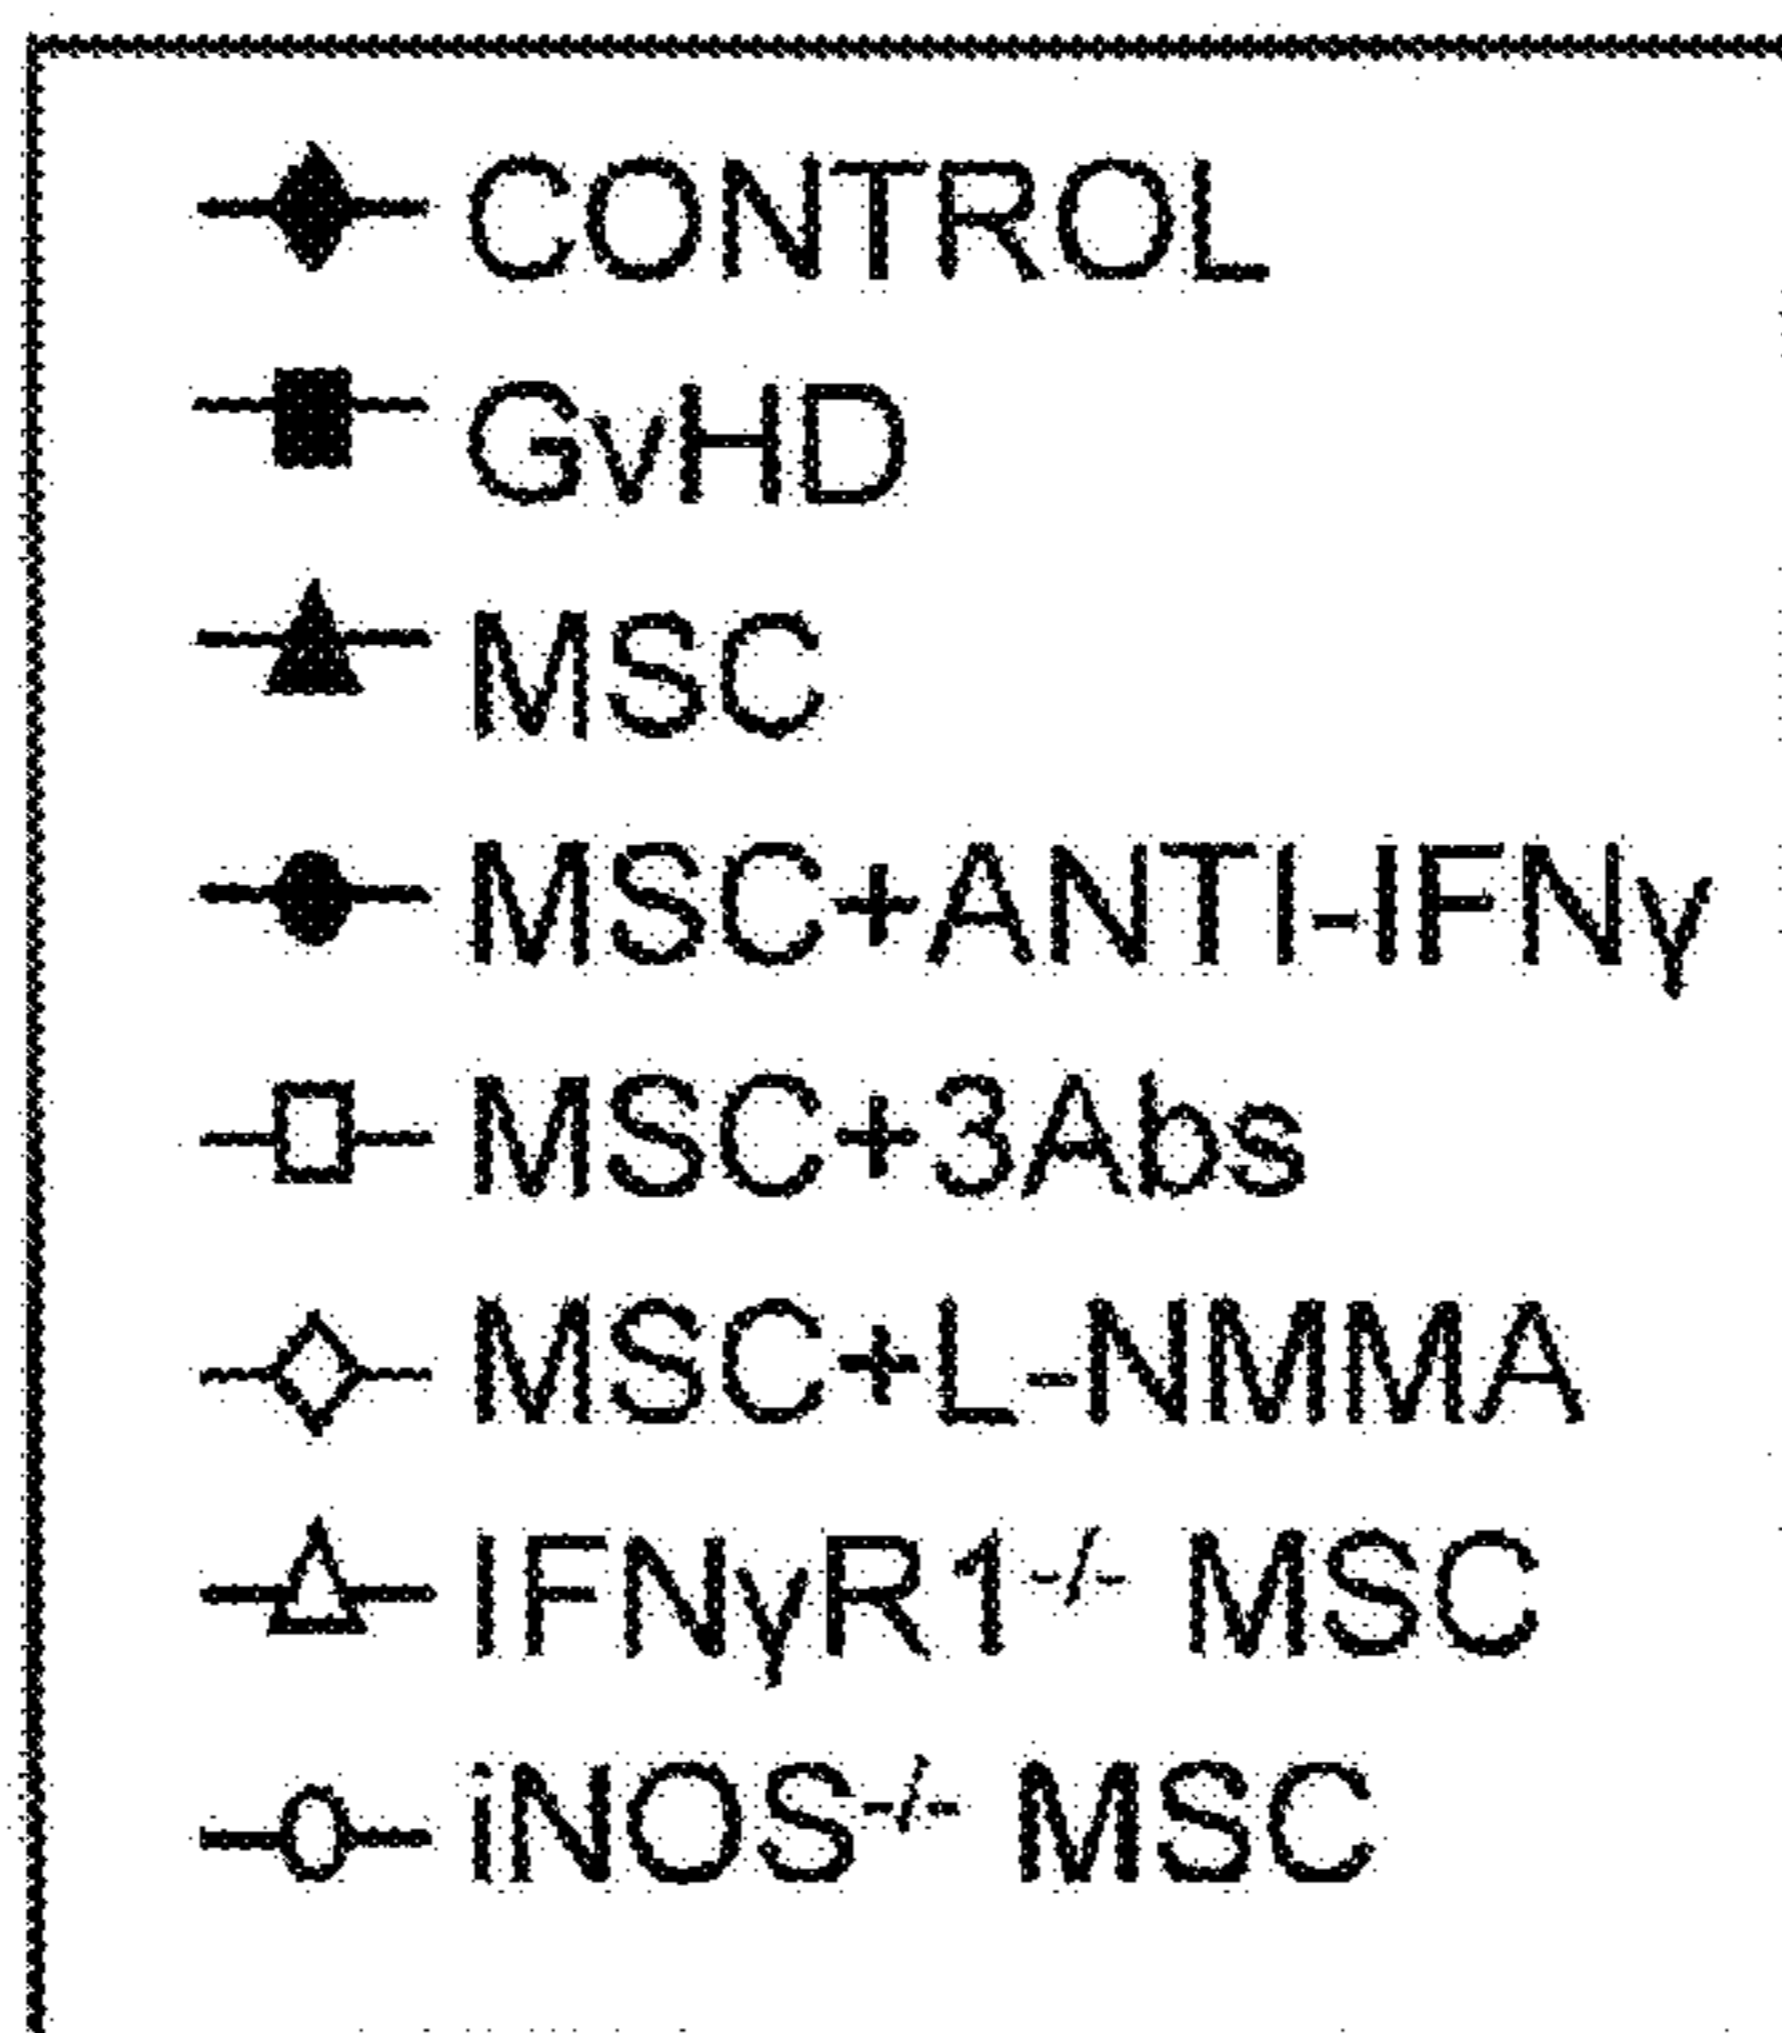 CONTROL
GvHD
MSC
MSC+ANTI-IFNγ
MSC+3Abs
MSC+L-NMMA
IFNγR1-/- MSC
iNOS-/- MSC